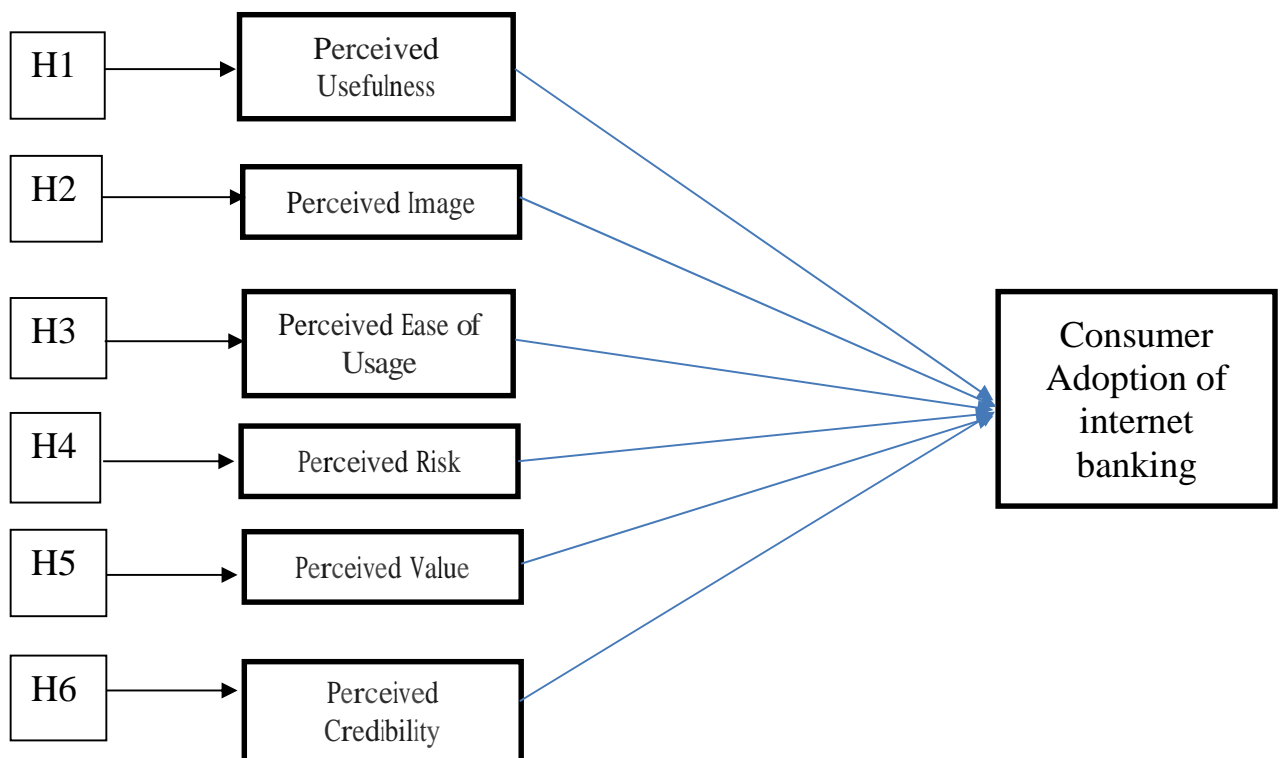 H1
Perceived
Usefulness
H2
Perceived Image
H3
Perceived Ease of
Usage
H4
Perceived Risk
H5
Perceived Value
H6
Perceived
Credibility
Consumer
Adoption of
internet
banking